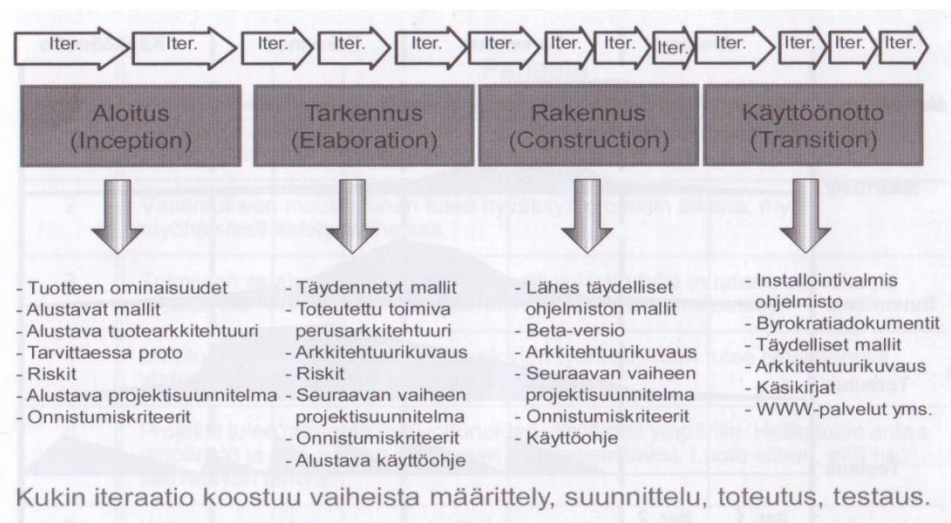 Iter. Iter. Iter. Iter. Iter. Iter. Iter. Iter. Iter. Iter. Iter. Iter. Iter.
Aloitus
(Inception)
Tarkennus
(Elaboration)
Rakennus
(Construction)
Käyttöönotto
(Transition)
- Tuotteen ominaisuudet
- Alustavat mallit
- Alustava tuotearkkitehtuuri
- Tarvittaessa proto
- Riskit
- Alustava projektisuunnitelma
- Onnistumiskriteerit
- Täydennetyt mallit
- Toteutettu toimiva
perusarkkitehtuuri
- Arkkitehtuurikuvaus
- Riskit
- Seuraavan vaiheen
projektisuunnitelma
- Onnistumiskriteerit
- Alustava käyttöohje
- Lähes täydelliset
ohjelmiston mallit
- Beta-versio
- Arkkitehtuurikuvaus
- Seuraavan vaiheen
projektisuunnitelma
- Onnistumiskriteerit
- Käyttöohje
- Installointivalmis
ohjelmisto
- Byrokratiadokumentit
- Täydelliset mallit
- Arkkitehtuurikuvaus
- Käsikirjat
- WWW-palvelut yms.
Kukin iteraatio koostuu vaiheista määrittely, suunnittelu, toteutus, testaus.